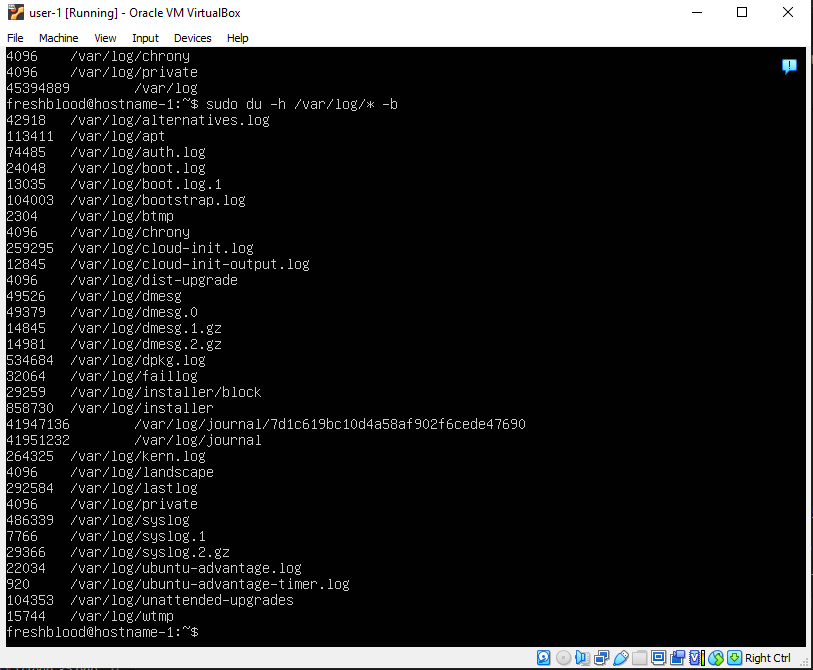 user-1 [Running] - Oracle VM VirtualBox
File Machine View Input Devices Help
4096 /var/log/chrony
4096 /var/log/private
45394889 /var/log
freshblood@hostname-1:~$ sudo du -h /var/log/* -b
42918 /var/log/alternatives.log
113411 /var/log/apt
74485 /var/log/auth.log
24048 /var/log/boot.log
13035 /var/log/boot.log.1
104003 /var/log/bootstrap.log
2304 /var/log/btmp
4096 /var/log/chrony
259295 /var/log/cloud-init.log
12845 /var/log/cloud-init-output.log
4096 /var/log/dist-upgrade
49526 /var/log/dmesg
49379 /var/log/dmesg.0
14845 /var/log/dmesg.1.gz
14981 /var/log/dmesg.2.gz
534684 /var/log/dpkg.log
32064 /var/log/faillog
29259 /var/log/installer/block
858730 /var/log/installer
41947136 /var/log/journal/7d1c619bc10d4a58af902f6cede47690
41951232 /var/log/journal
264325 /var/log/kern.log
4096 /var/log/landscape
292584 /var/log/lastlog
4096 /var/log/private
486339 /var/log/syslog
7766 /var/log/syslog.1
29366 /var/log/syslog.2.gz
22034 /var/log/ubuntu-advantage.log
920 /var/log/ubuntu-advantage-timer.log
104353 /var/log/unattended-upgrades
15744 /var/log/wtmp
freshblood@hostname-1:~$
Right Ctrl